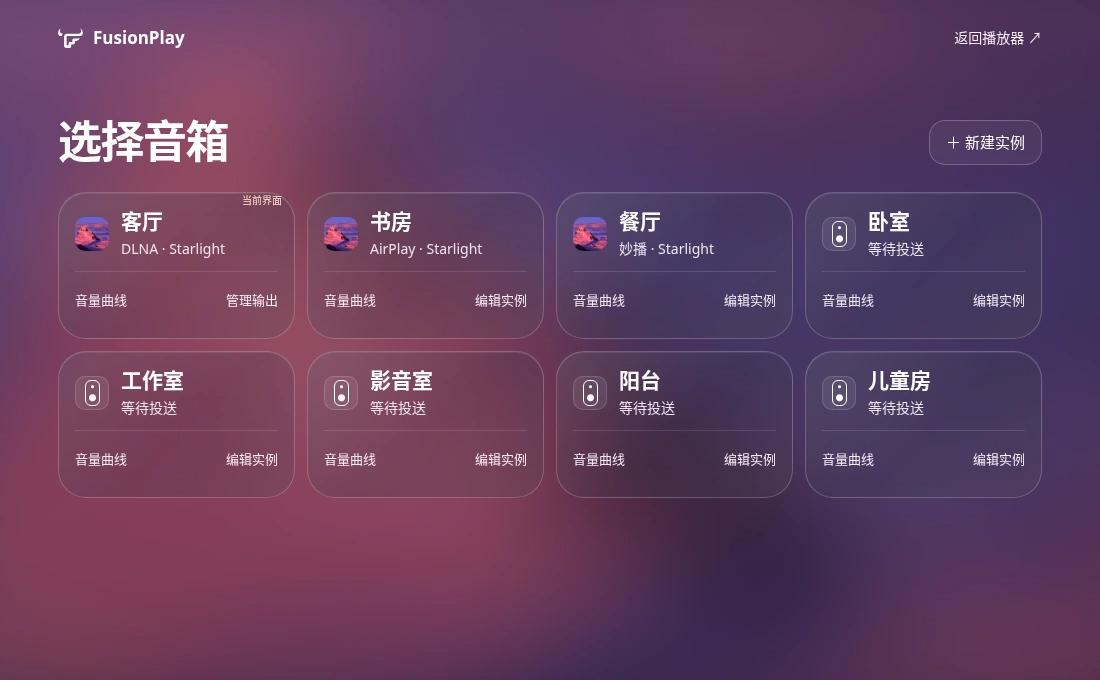 FusionPlay
返回播放器 ↗
选择音箱
＋ 新建实例
当前界面
客厅
DLNA · Starlight
音量曲线
管理输出
书房
AirPlay · Starlight
音量曲线
编辑实例
餐厅
妙播 · Starlight
音量曲线
编辑实例
卧室
等待投送
音量曲线
编辑实例
工作室
等待投送
音量曲线
编辑实例
影音室
等待投送
音量曲线
编辑实例
阳台
等待投送
音量曲线
编辑实例
儿童房
等待投送
音量曲线
编辑实例